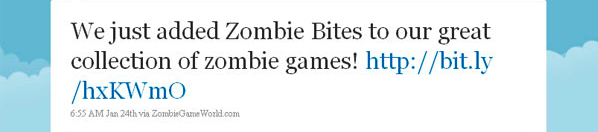 We just added Zombie Bites to our great
collection of zombie games! http://bit.ly
/hxKWmO
6:55 AM Jan 24th via ZombieGameWorld.com